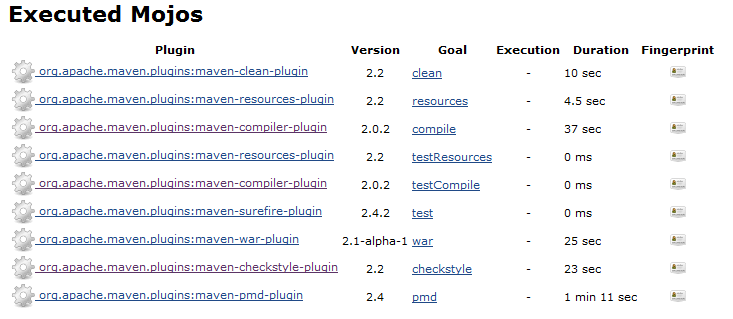 Executed Mojos
Plugin Version Goal Execution Duration Fingerprint
org.apache.maven.plugins:maven-clean-plugin 2.2 clean - 10 sec
org.apache.maven.plugins:maven-resources-plugin 2.2 resources - 4.5 sec
org.apache.maven.plugins:maven-compiler-plugin 2.0.2 compile - 37 sec
org.apache.maven.plugins:maven-resources-plugin 2.2 testResources - 0 ms
org.apache.maven.plugins:maven-compiler-plugin 2.0.2 testCompile - 0 ms
org.apache.maven.plugins:maven-surefire-plugin 2.4.2 test - 0 ms
org.apache.maven.plugins:maven-war-plugin 2.1-alpha-1 war - 25 sec
org.apache.maven.plugins:maven-checkstyle-plugin 2.2 checkstyle - 23 sec
org.apache.maven.plugins:maven-pmd-plugin 2.4 pmd - 1 min 11 sec